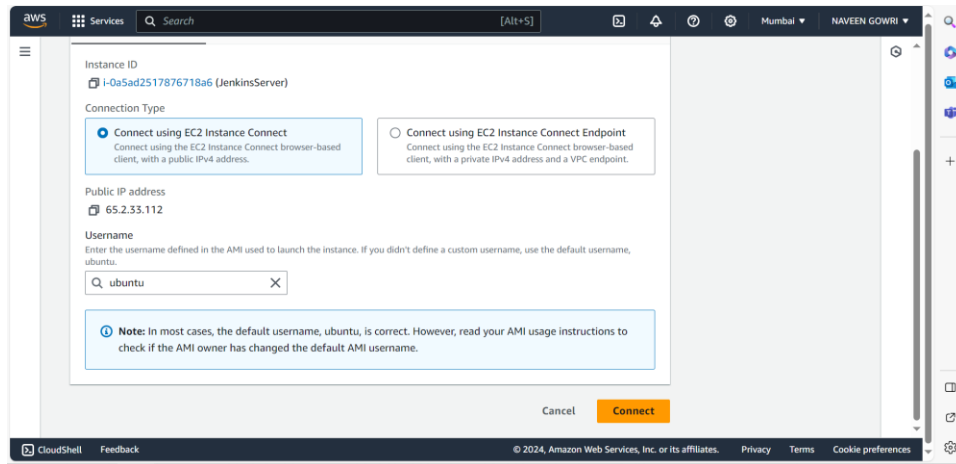 aws Services Search [Alt+S] Mumbai ▼ NAVEEN GOWRI ▼
Instance ID
i-0a5ad2517876718a6 (JenkinsServer)
Connection Type
Connect using EC2 Instance Connect
Connect using the EC2 Instance Connect browser-based
client, with a public IPv4 address.
Connect using EC2 Instance Connect Endpoint
Connect using the EC2 Instance Connect browser-based
client, with a private IPv4 address and a VPC endpoint.
Public IP address
65.2.33.112
Username
Enter the username defined in the AMI used to launch the instance. If you didn't define a custom username, use the default username,
ubuntu.
ubuntu
Note: In most cases, the default username, ubuntu, is correct. However, read your AMI usage instructions to
check if the AMI owner has changed the default AMI username.
Cancel Connect
CloudShell Feedback © 2024, Amazon Web Services, Inc. or its affiliates. Privacy Terms Cookie preferences